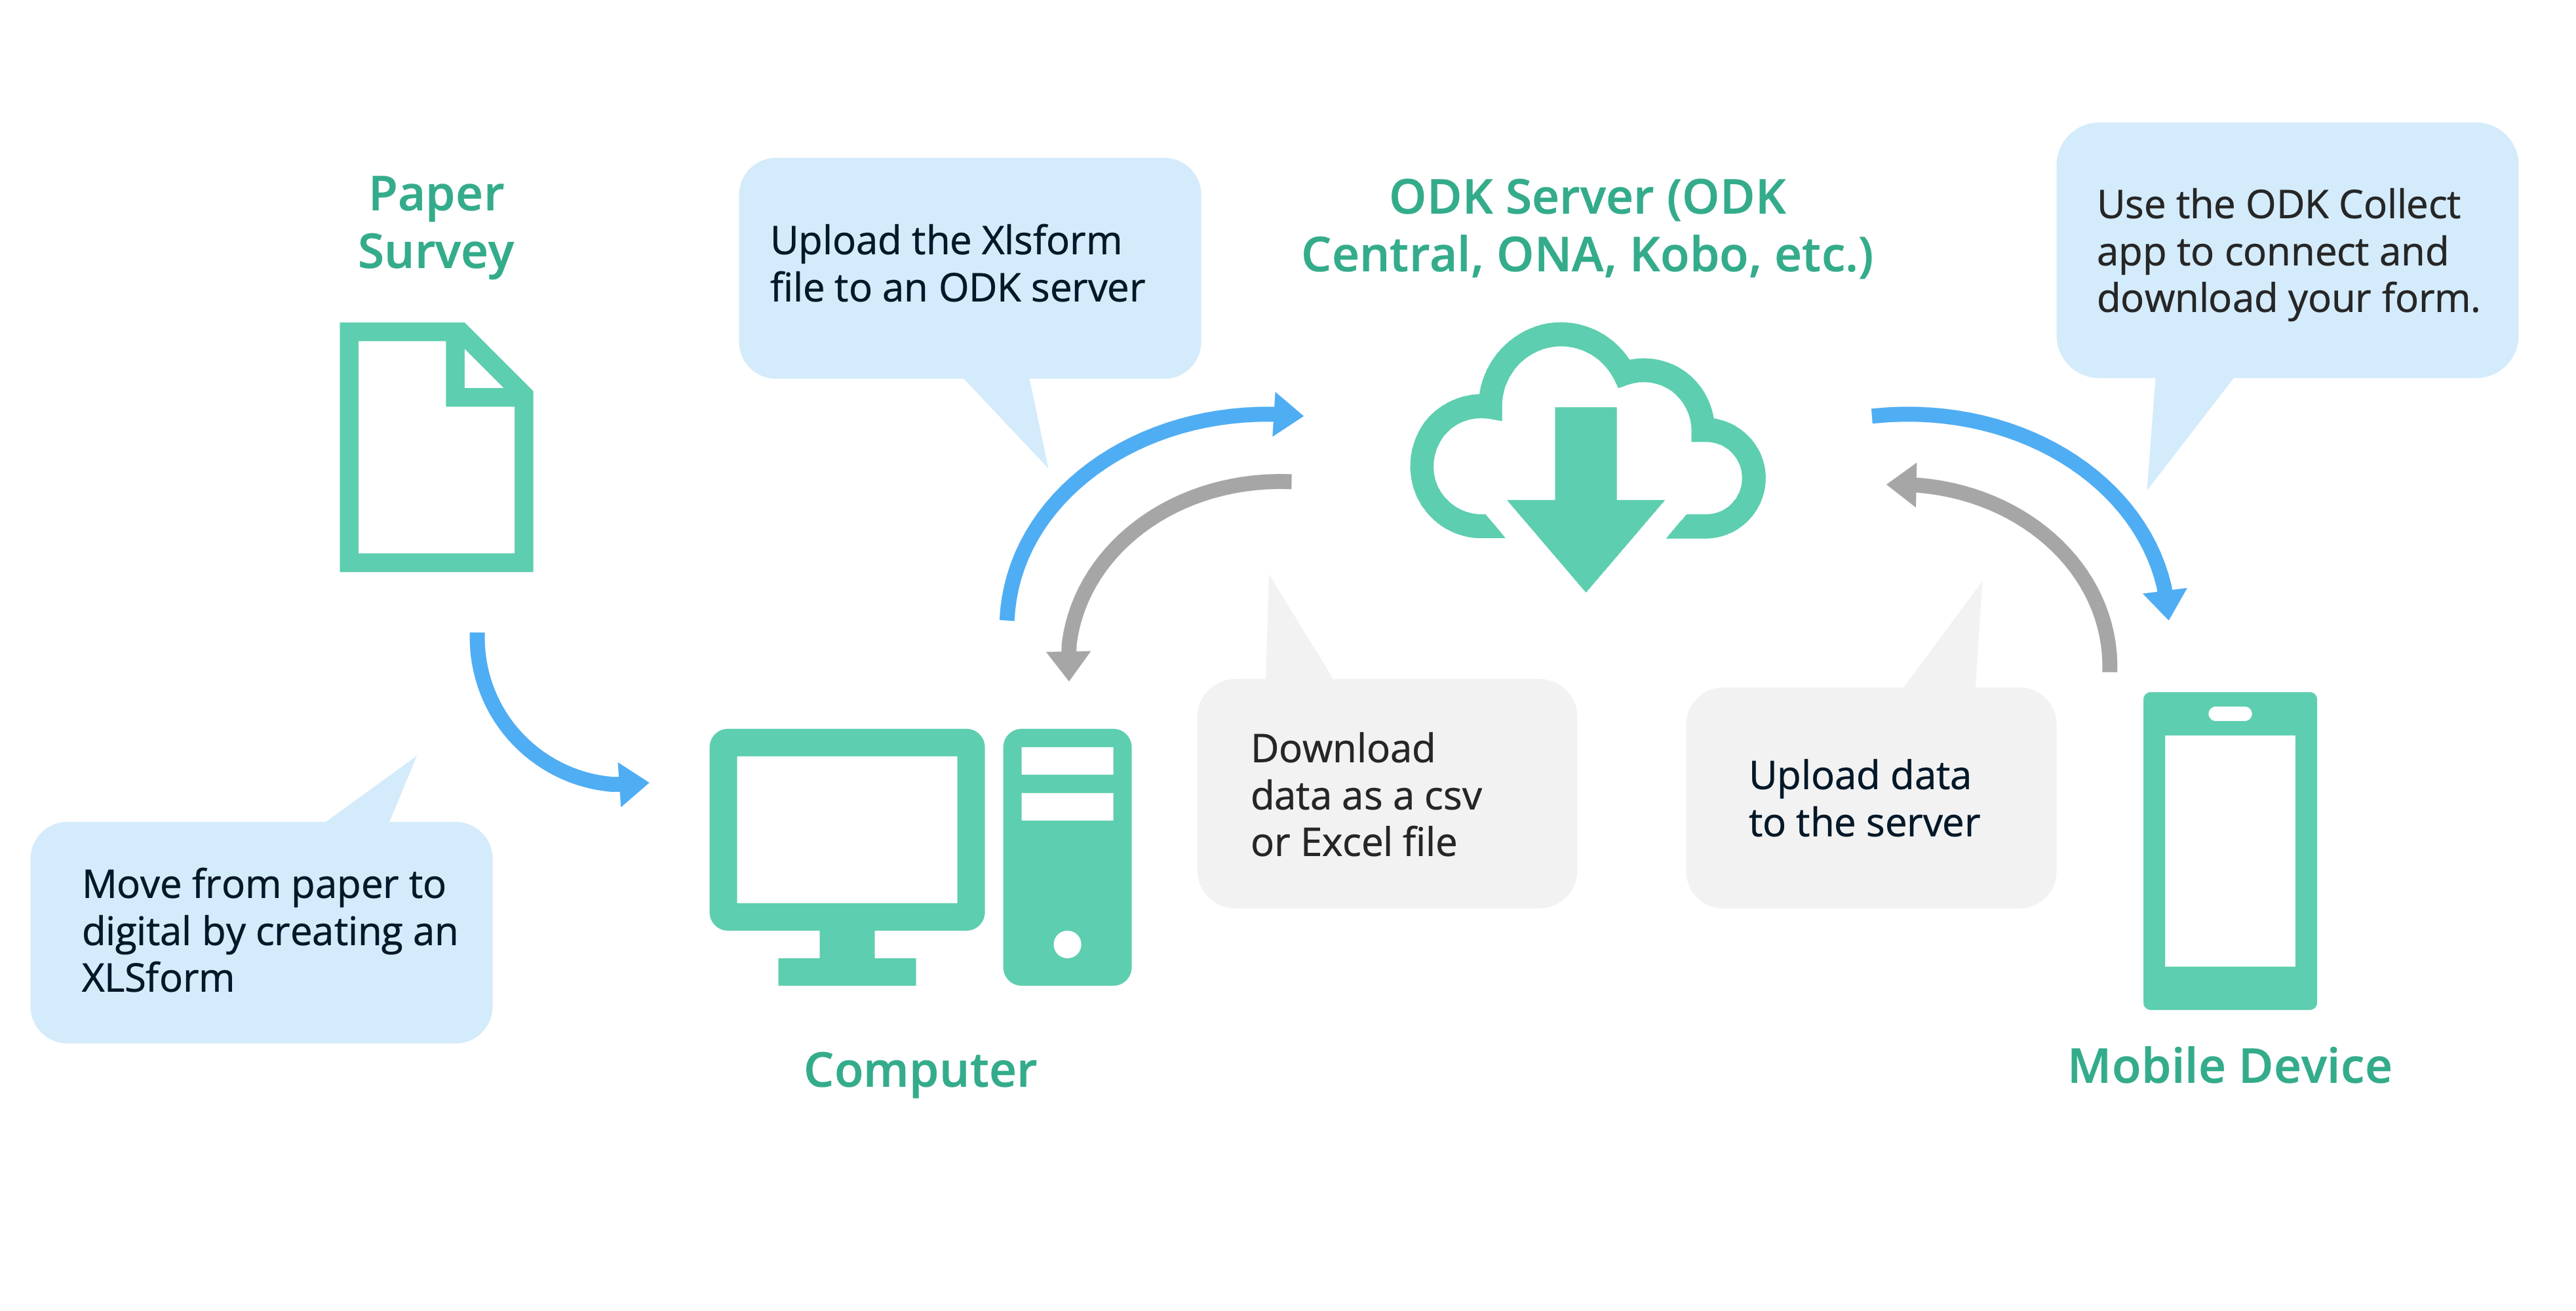 Paper
Survey
Upload the Xlsform
file to an ODK server
ODK Server (ODK
Central, ONA, Kobo, etc.)
Use the ODK Collect
app to connect and
download your form.
Move from paper to
digital by creating an
XLSform
Download
data as a csv
or Excel file
Upload data
to the server
Computer
Mobile Device